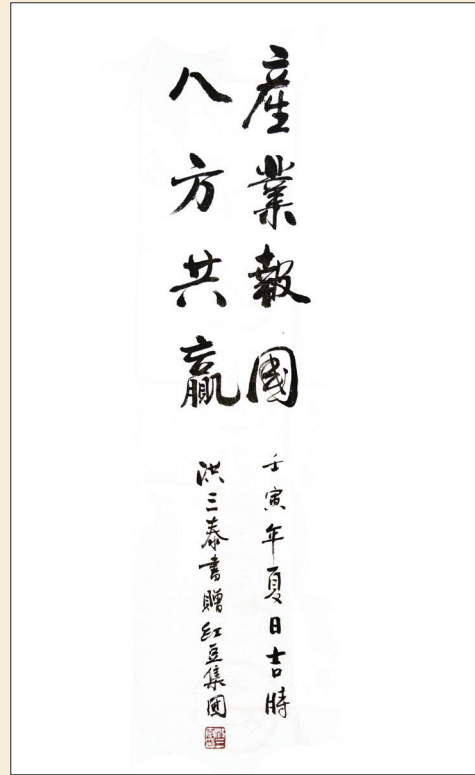 產業報國
八方共贏
壬寅年夏日吉時
洪三泰書贈紅豆集團